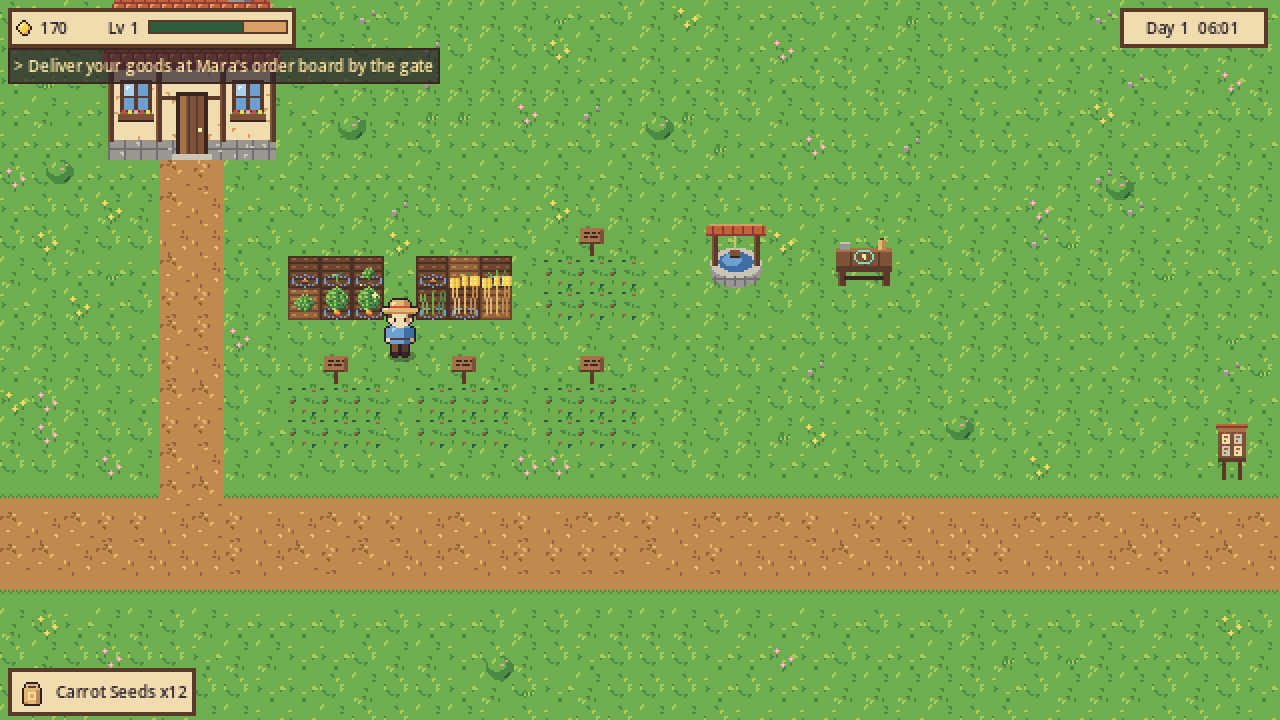 170 Lv 1
Day 1 06:01
> Deliver your goods at Mara's order board by the gate
Carrot Seeds x12